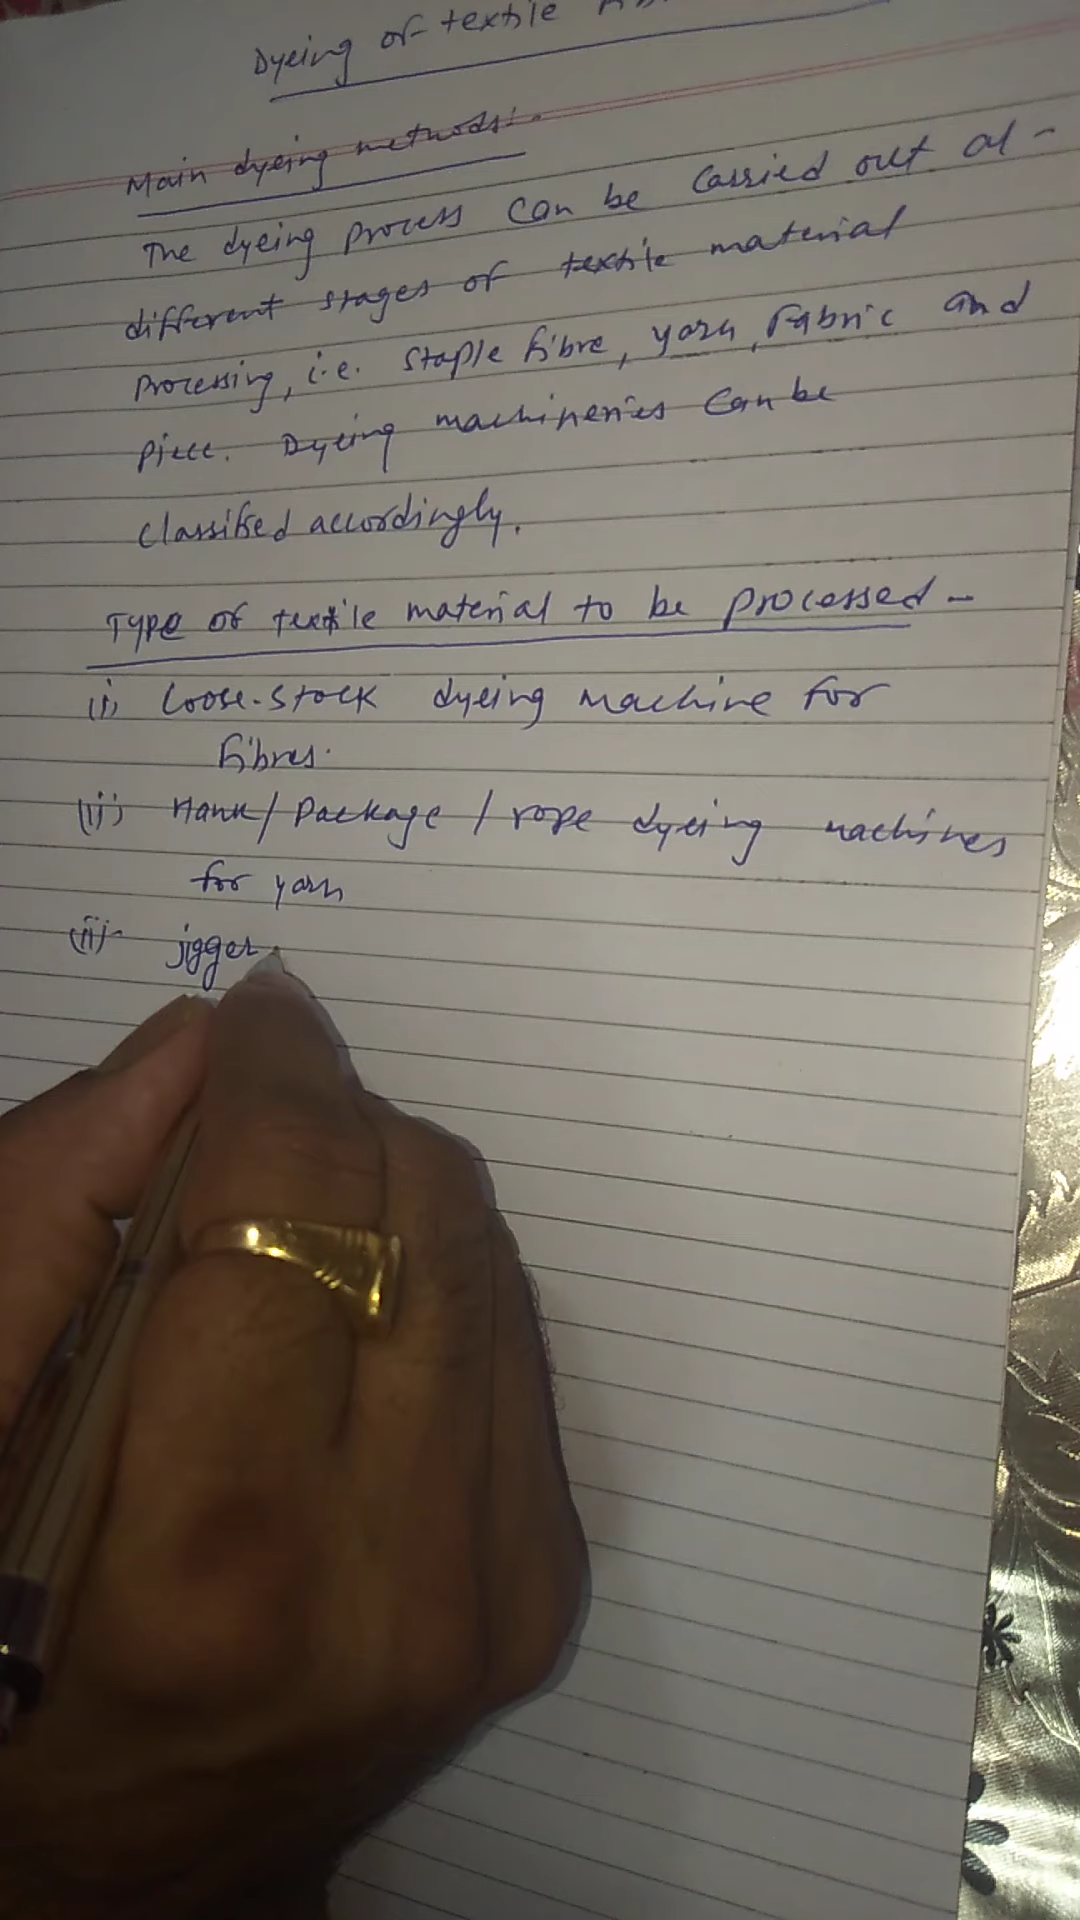 Dyeing of textile
Main dyeing methods:-
The dyeing process can be carried out at
different stages of textile material
Processing, i.e. staple fibre, yarn, Fabric and
Piece. Dyeing machineries can be
classified accordingly.
Type of textile material to be processed -
(i) Loose-stock dyeing machine for
fibres.
(ii) Hank/Package/rope dyeing machines
for yarn
(iii) jigger